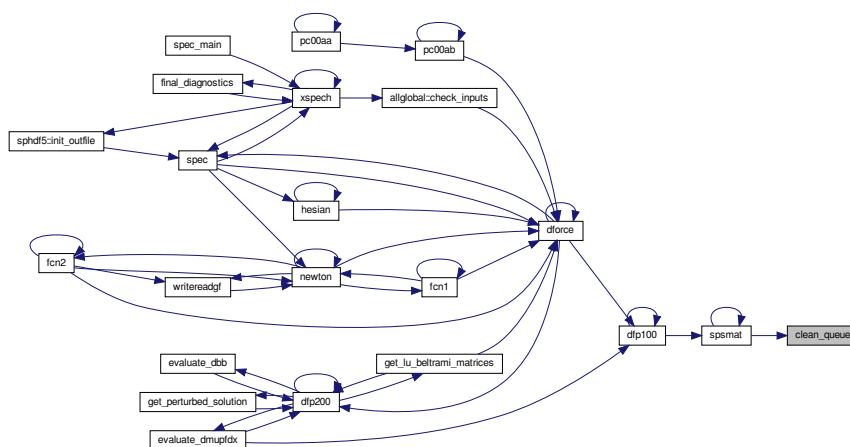 pc00aa
pc00ab
spec_main
final_diagnostics
xspech
allglobal::check_inputs
sphdf5::init_outfile
spec
hesian
dforce
fcn2
newton
fcn1
writereadgf
dfp100
spsmat
clean_queue
evaluate_dbb
get_lu_beltrami_matrices
get_perturbed_solution
dfp200
evaluate_dmupfdx